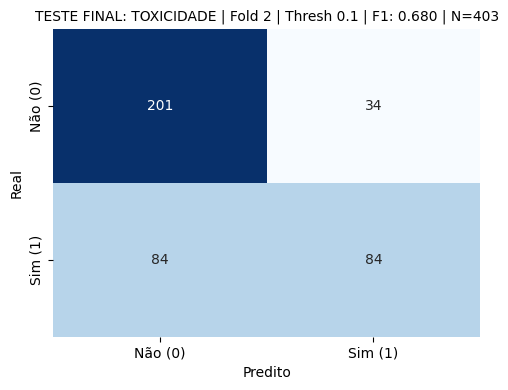 TESTE FINAL: TOXICIDADE | Fold 2 | Thresh 0.1 | F1: 0.680 | N=403
Real
Não (0)
201
34
Sim (1)
84
84
Não (0)
Sim (1)
Predito